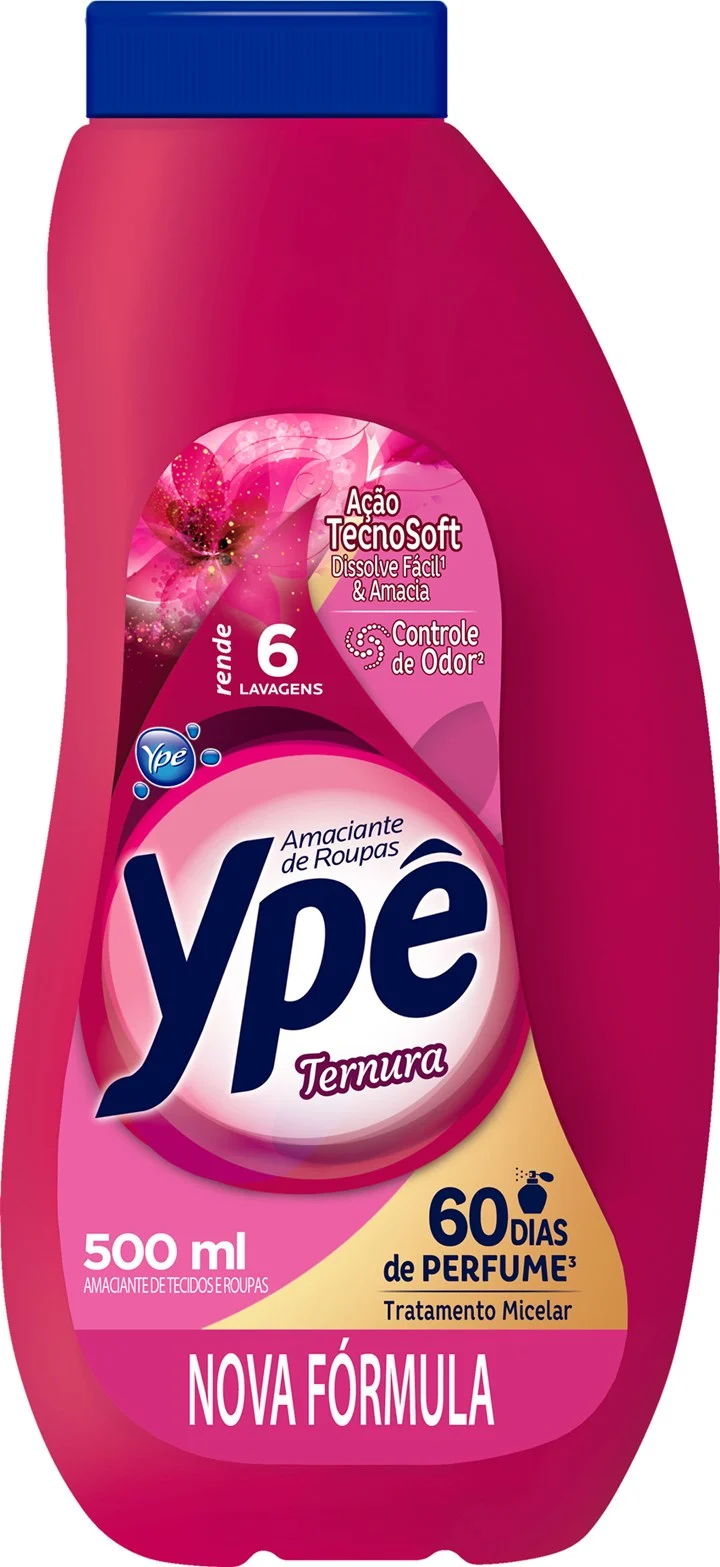 Ação
TecnoSoft
Dissolve Fácil¹
& Amacia
Controle
de Odor²
rende
6
LAVAGENS
Ypê
Amaciante
de Roupas
Ypê
Ternura
500 ml
AMACIANTE DE TECIDOS E ROUPAS
60 DIAS
de PERFUME³
Tratamento Micelar
NOVA FÓRMULA